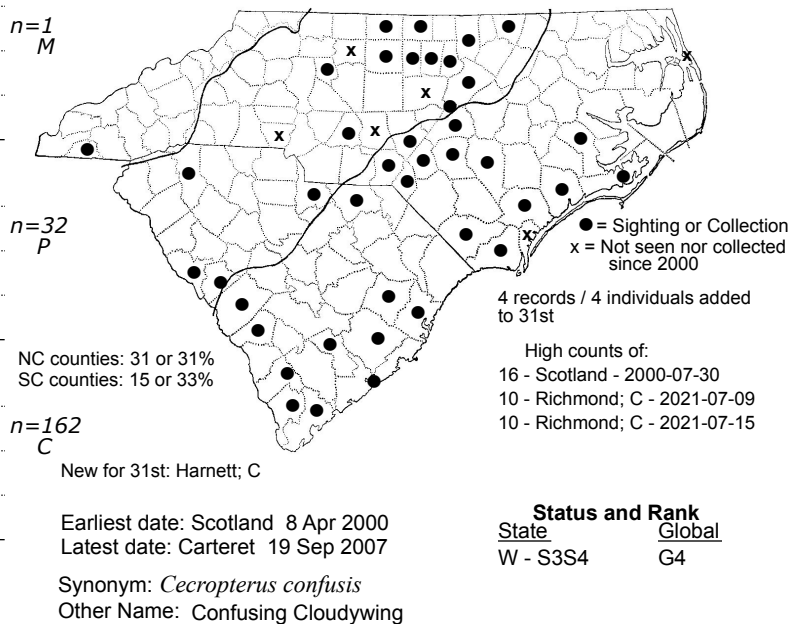 n=1
M
n=32
P
● = Sighting or Collection
x = Not seen nor collected
since 2000
4 records / 4 individuals added
to 31st
NC counties: 31 or 31%
SC counties: 15 or 33%
High counts of:
16 - Scotland - 2000-07-30
10 - Richmond; C - 2021-07-09
10 - Richmond; C - 2021-07-15
n=162
C
New for 31st: Harnett; C
Earliest date: Scotland 8 Apr 2000
Latest date: Carteret 19 Sep 2007
Status and Rank
State Global
W - S3S4 G4
Synonym: Cecropterus confusis
Other Name: Confusing Cloudywing